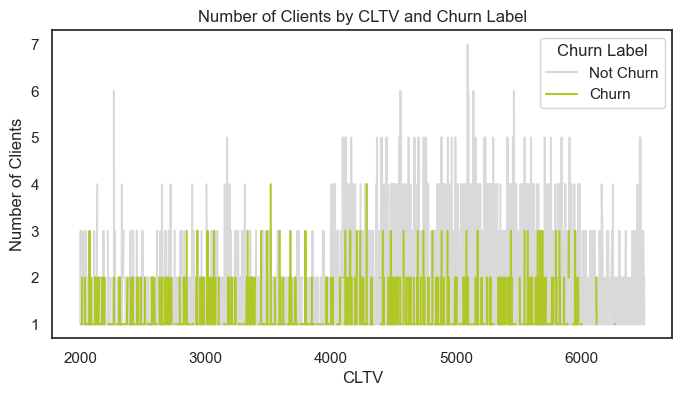 Number of Clients by CLTV and Churn Label
Churn Label
Not Churn
Churn
Number of Clients
7
6
5
4
3
2
1
2000 3000 4000 5000 6000
CLTV